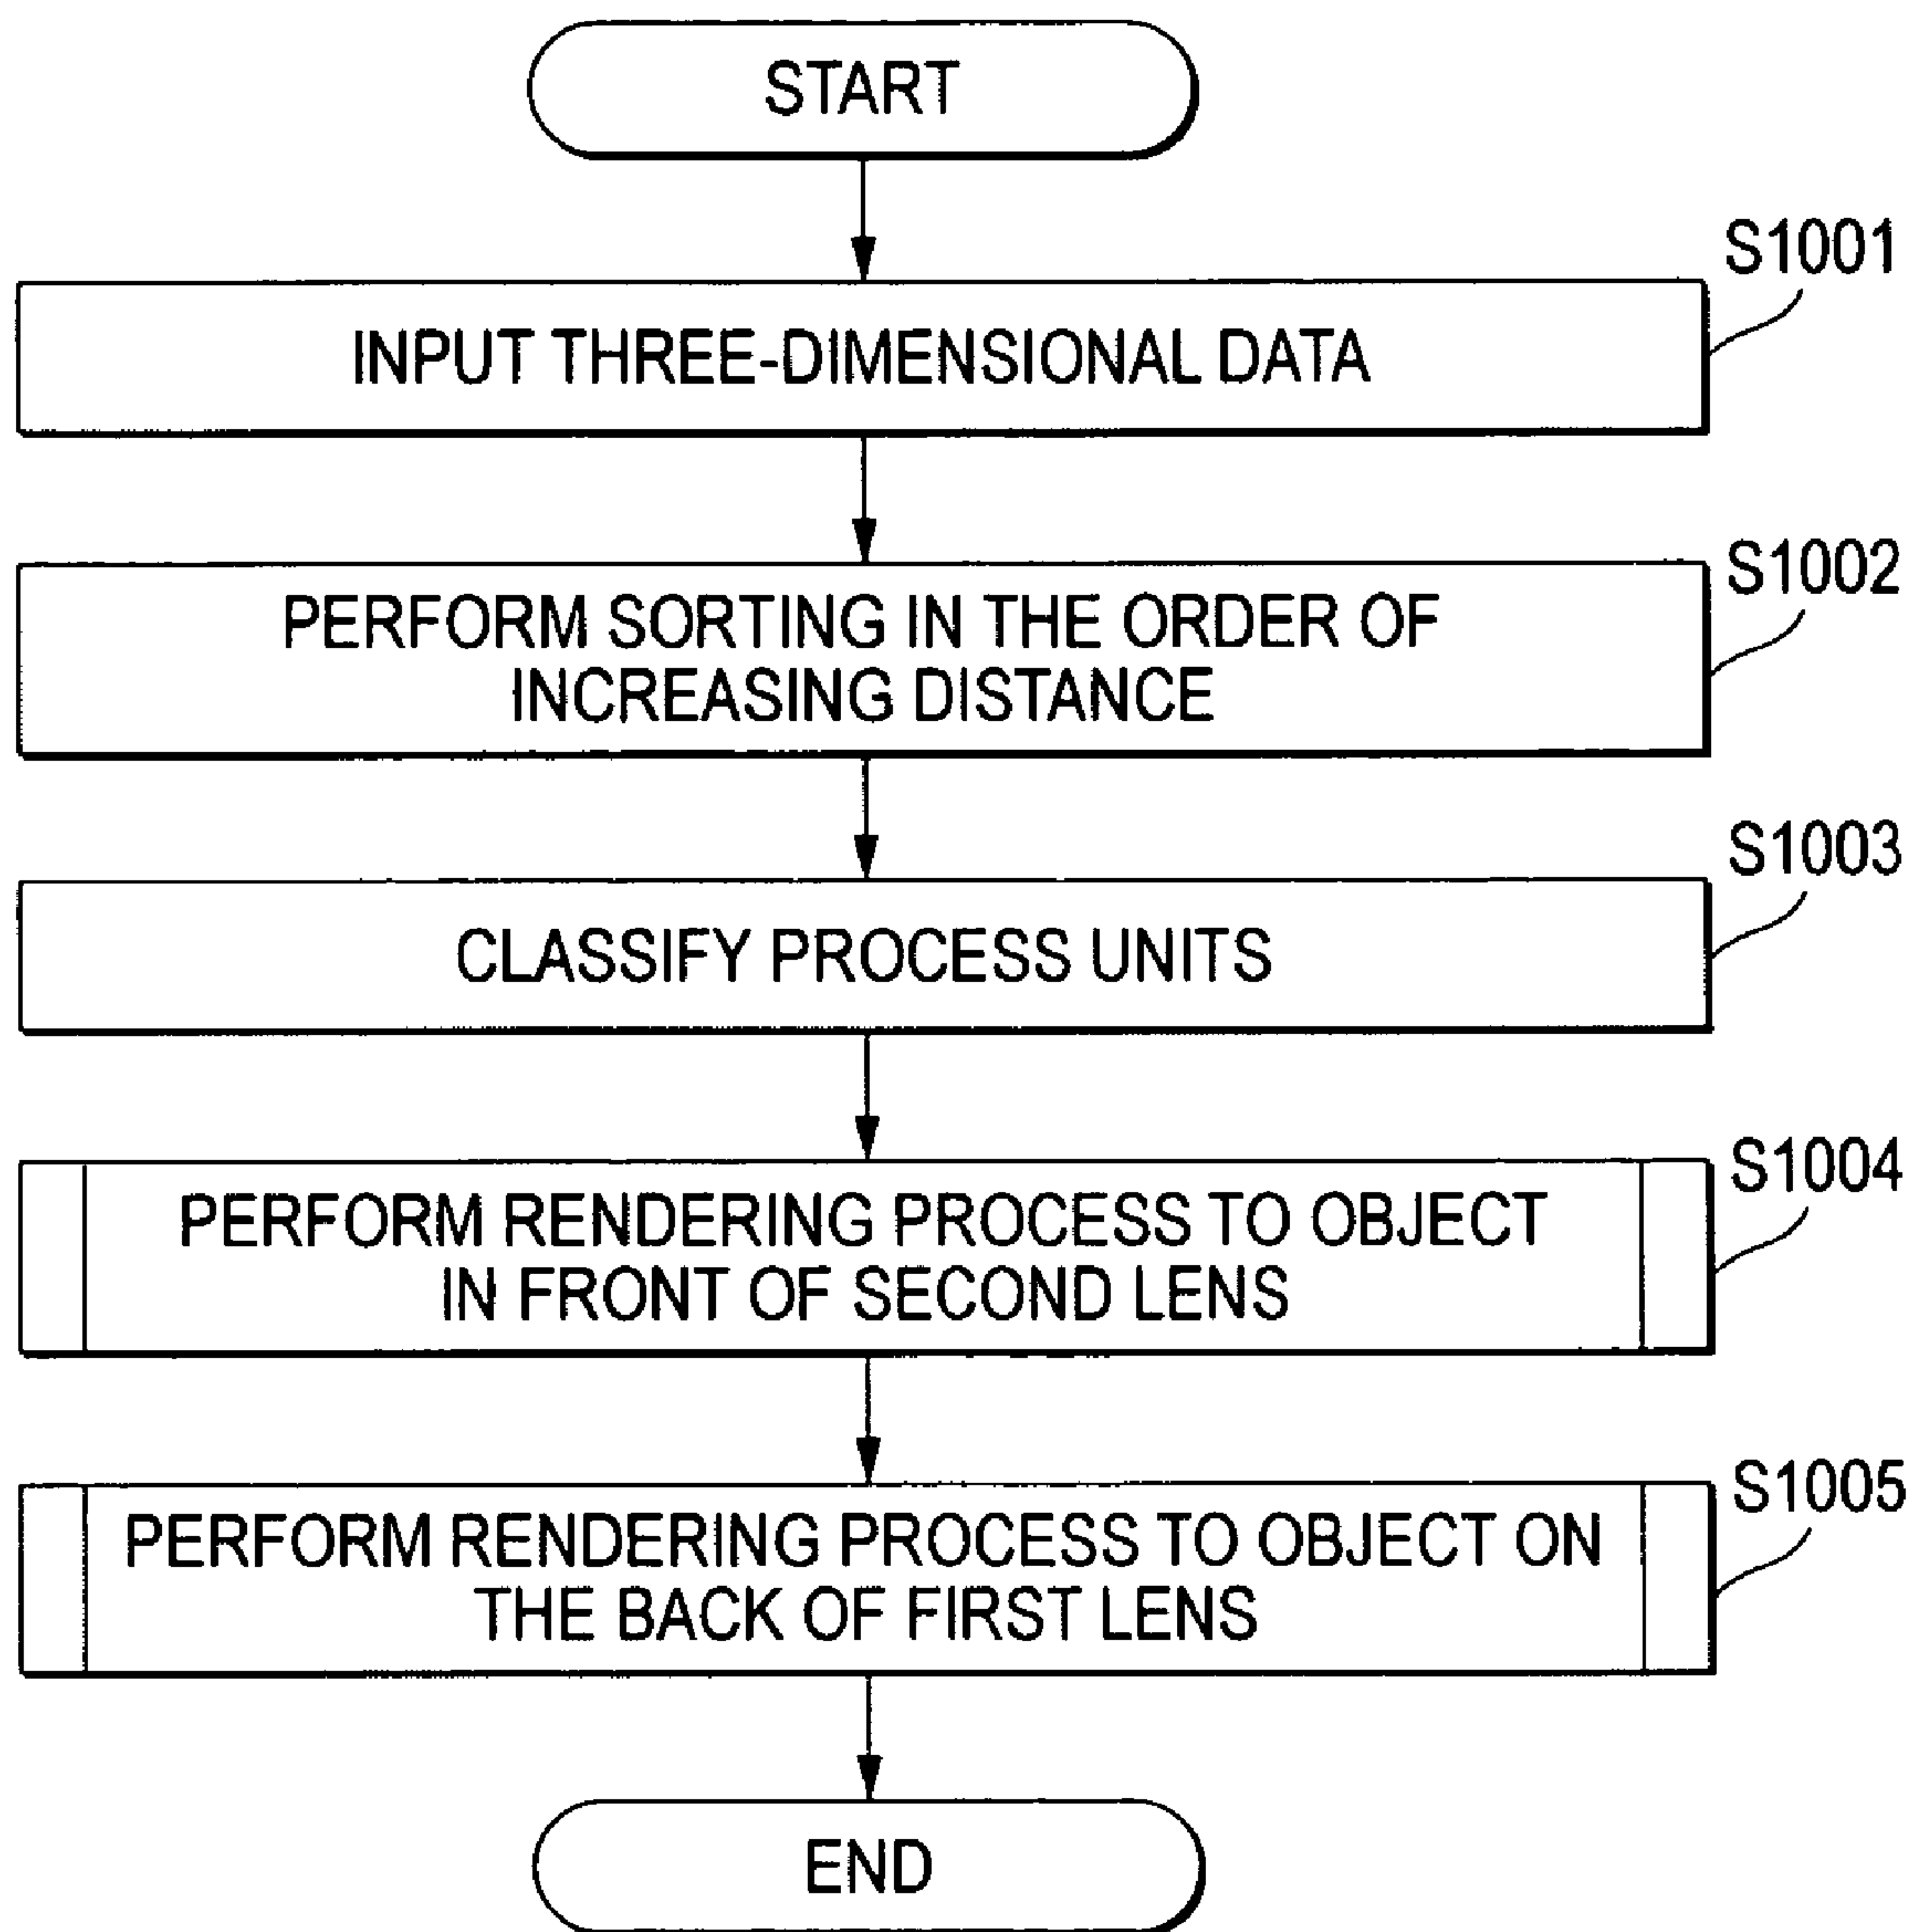 START
S1001
INPUT THREE-DIMENSIONAL DATA
S1002
PERFORM SORTING IN THE ORDER OF
INCREASING DISTANCE
S1003
CLASSIFY PROCESS UNITS
S1004
PERFORM RENDERING PROCESS TO OBJECT
IN FRONT OF SECOND LENS
S1005
PERFORM RENDERING PROCESS TO OBJECT ON
THE BACK OF FIRST LENS
END